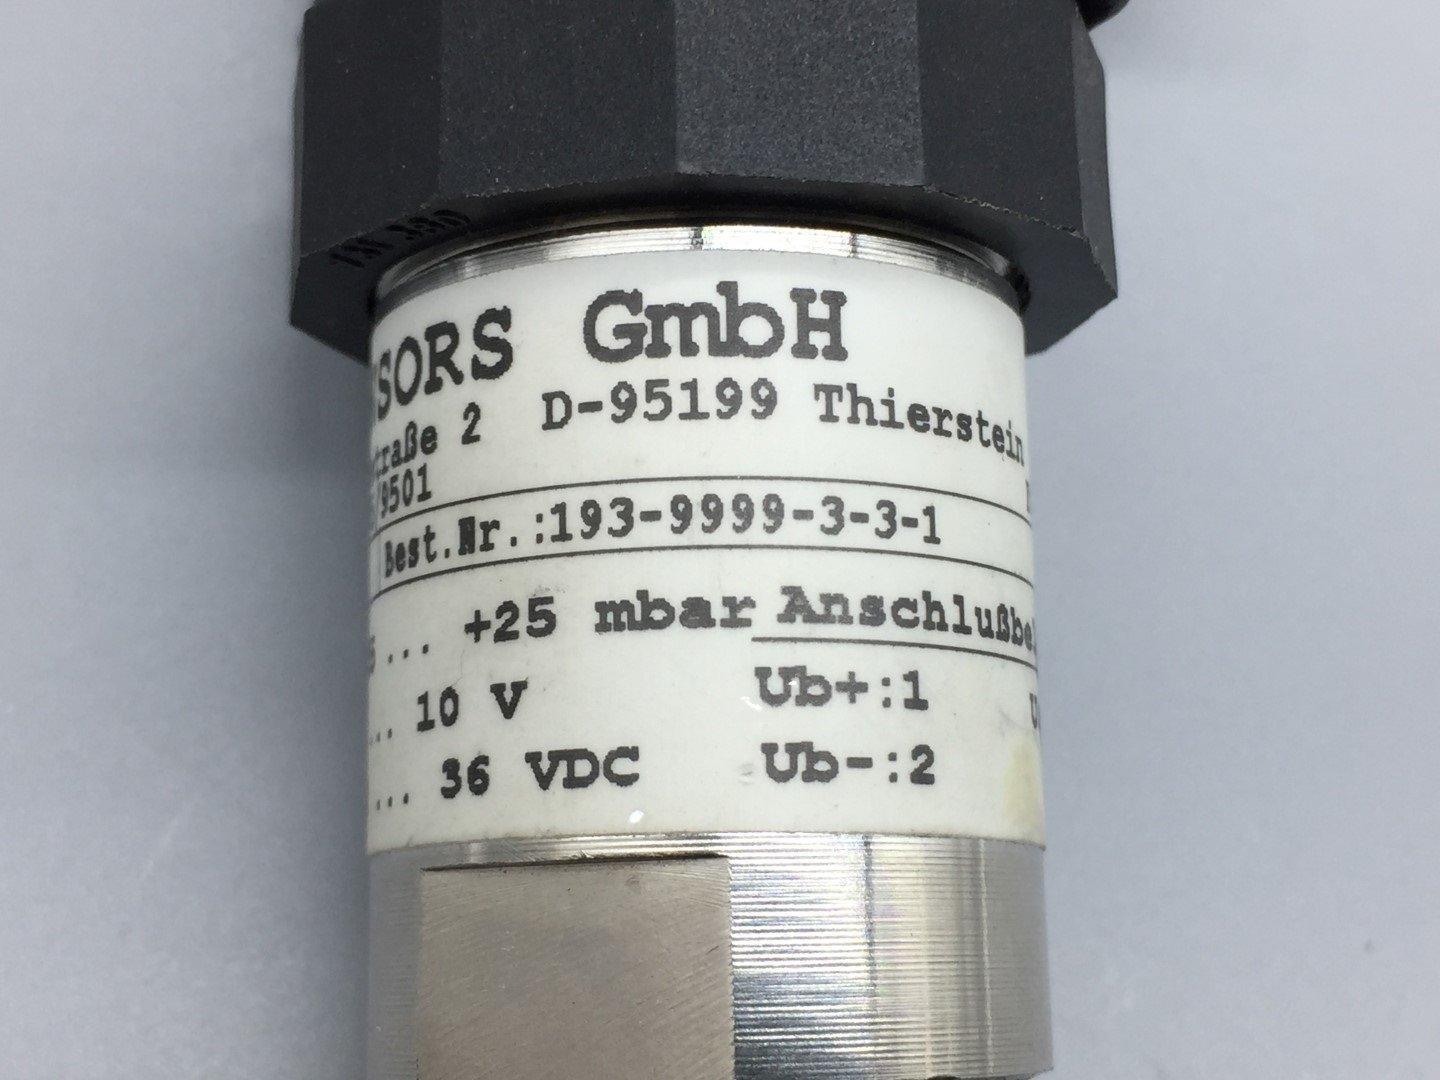 SORS GmbH
traße 2 D-95199 Thierstein
9501
Best.Nr.:193-9999-3-3-1
... +25 mbar Anschlußbe
... 10 V Ub+:1
... 36 VDC Ub-:2